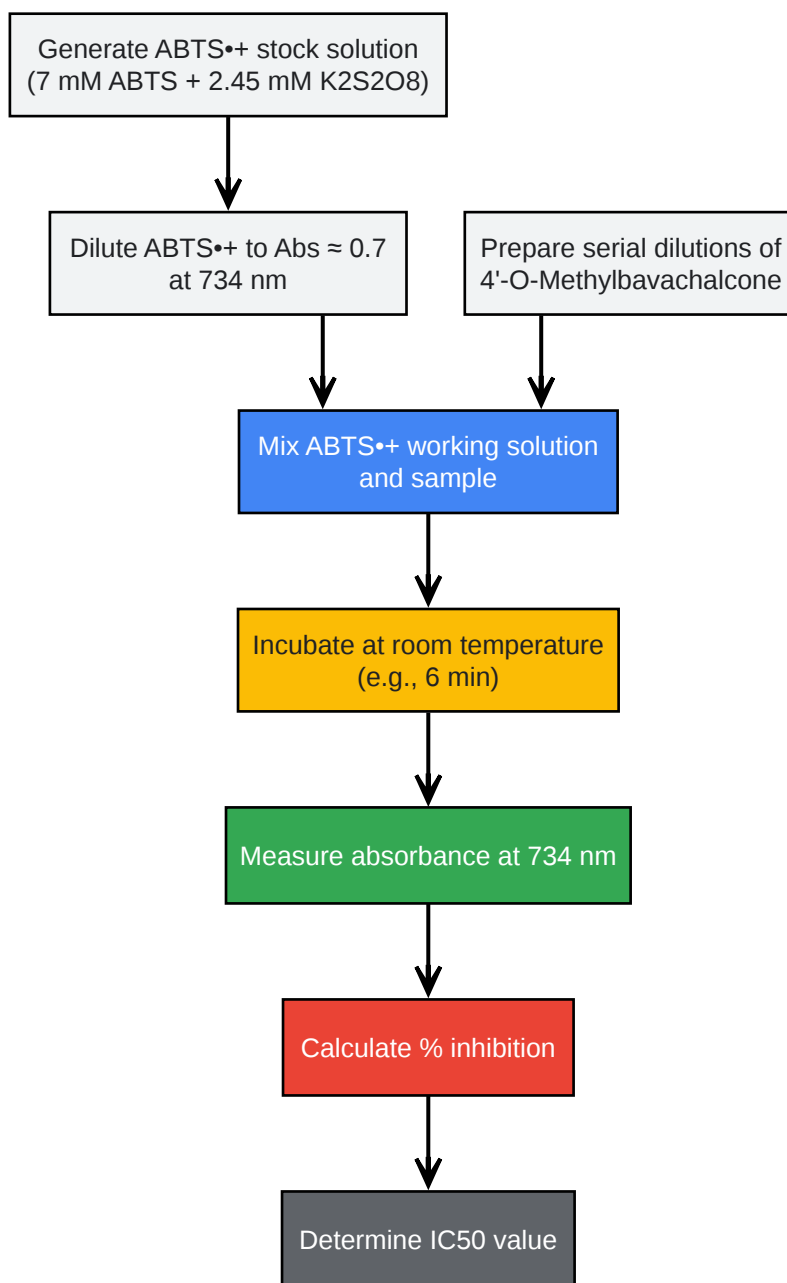 Generate ABTS•+ stock solution
(7 mM ABTS + 2.45 mM K2S2O8)
Dilute ABTS•+ to Abs ≈ 0.7
at 734 nm
Prepare serial dilutions of
4'-O-Methylbavachalcone
Mix ABTS•+ working solution
and sample
Incubate at room temperature
(e.g., 6 min)
Measure absorbance at 734 nm
Calculate % inhibition
Determine IC50 value